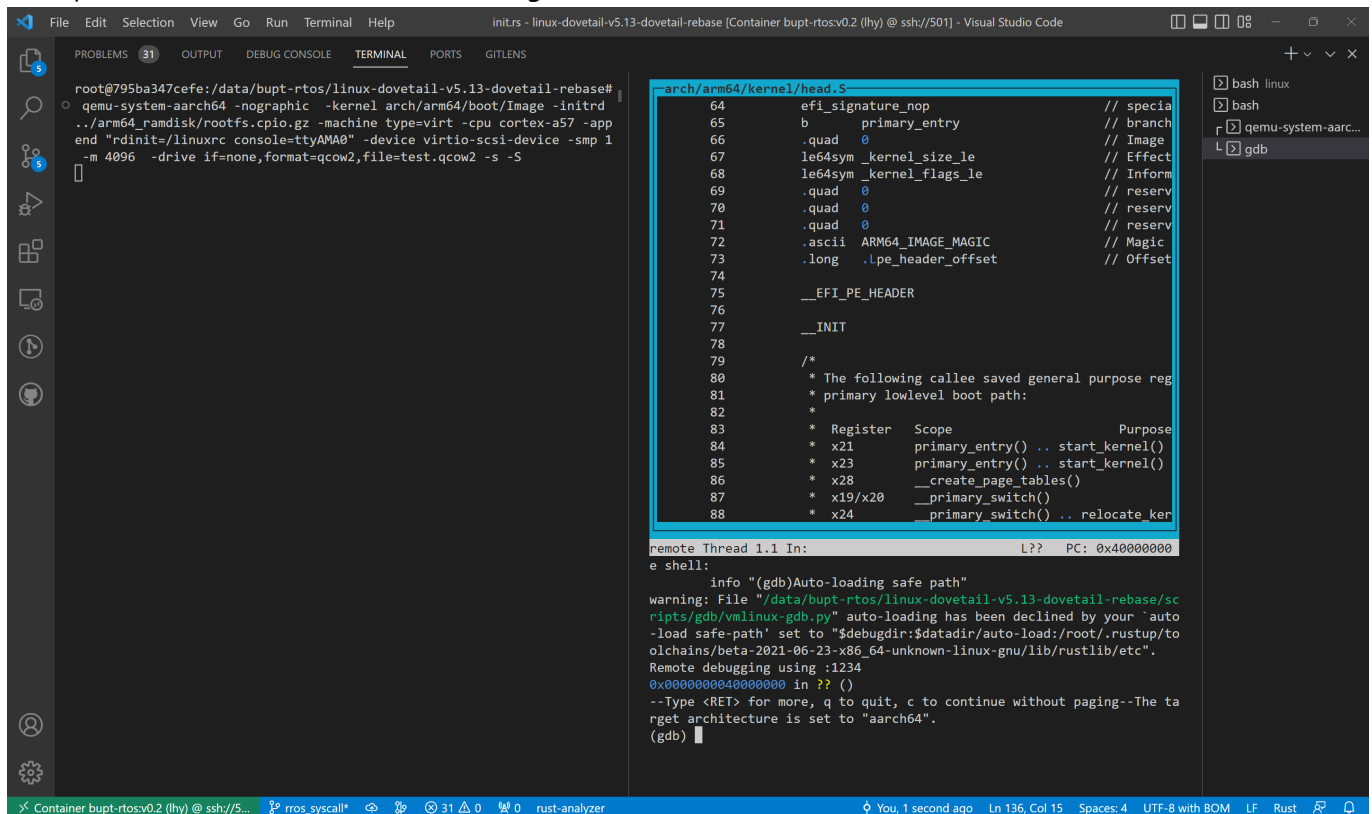 File Edit Selection View Go Run Terminal Help
init.rs - linux-dovetail-v5.13-dovetail-rebase [Container bupt-rtos:v0.2 (lhy) @ ssh://501] - Visual Studio Code
PROBLEMS 31 OUTPUT DEBUG CONSOLE TERMINAL PORTS GITLENS
5
5
root@795ba347cefe:/data/bupt-rtos/linux-dovetail-v5.13-dovetail-rebase#
qemu-system-aarch64 -nographic -kernel arch/arm64/boot/Image -initrd
../arm64_ramdisk/rootfs.cpio.gz -machine type=virt -cpu cortex-a57 -app
end "rdinit=/linuxrc console=ttyAMA0" -device virtio-scsi-device -smp 1
-m 4096 -drive if=none,format=qcow2,file=test.qcow2 -s -S
arch/arm64/kernel/head.S
64 efi_signature_nop // specia
65 b primary_entry // branch
66 .quad 0 // Image
67 le64sym _kernel_size_le // Effect
68 le64sym _kernel_flags_le // Inform
69 .quad 0 // reserv
70 .quad 0 // reserv
71 .quad 0 // reserv
72 .ascii ARM64_IMAGE_MAGIC // Magic
73 .long .Lpe_header_offset // Offset
74
75 __EFI_PE_HEADER
76
77 __INIT
78
79 /*
80 * The following callee saved general purpose reg
81 * primary lowlevel boot path:
82 *
83 * Register Scope Purpose
84 * x21 primary_entry() .. start_kernel()
85 * x23 primary_entry() .. start_kernel()
86 * x28 __create_page_tables()
87 * x19/x20 __primary_switch()
88 * x24 __primary_switch() .. relocate_ker
remote Thread 1.1 In: L?? PC: 0x40000000
e shell:
info "(gdb)Auto-loading safe path"
warning: File "/data/bupt-rtos/linux-dovetail-v5.13-dovetail-rebase/sc
ripts/gdb/vmlinux-gdb.py" auto-loading has been declined by your `auto
-load safe-path' set to "$debugdir:$datadir/auto-load:/root/.rustup/to
olchains/beta-2021-06-23-x86_64-unknown-linux-gnu/lib/rustlib/etc".
Remote debugging using :1234
0x0000000040000000 in ?? ()
--Type <RET> for more, q to quit, c to continue without paging--The ta
rget architecture is set to "aarch64".
(gdb)
bash linux
bash
qemu-system-aarc...
gdb
Container bupt-rtos:v0.2 (lhy) @ ssh://5... rros_syscall* 31 0 0 rust-analyzer
You, 1 second ago Ln 136, Col 15 Spaces: 4 UTF-8 with BOM LF Rust